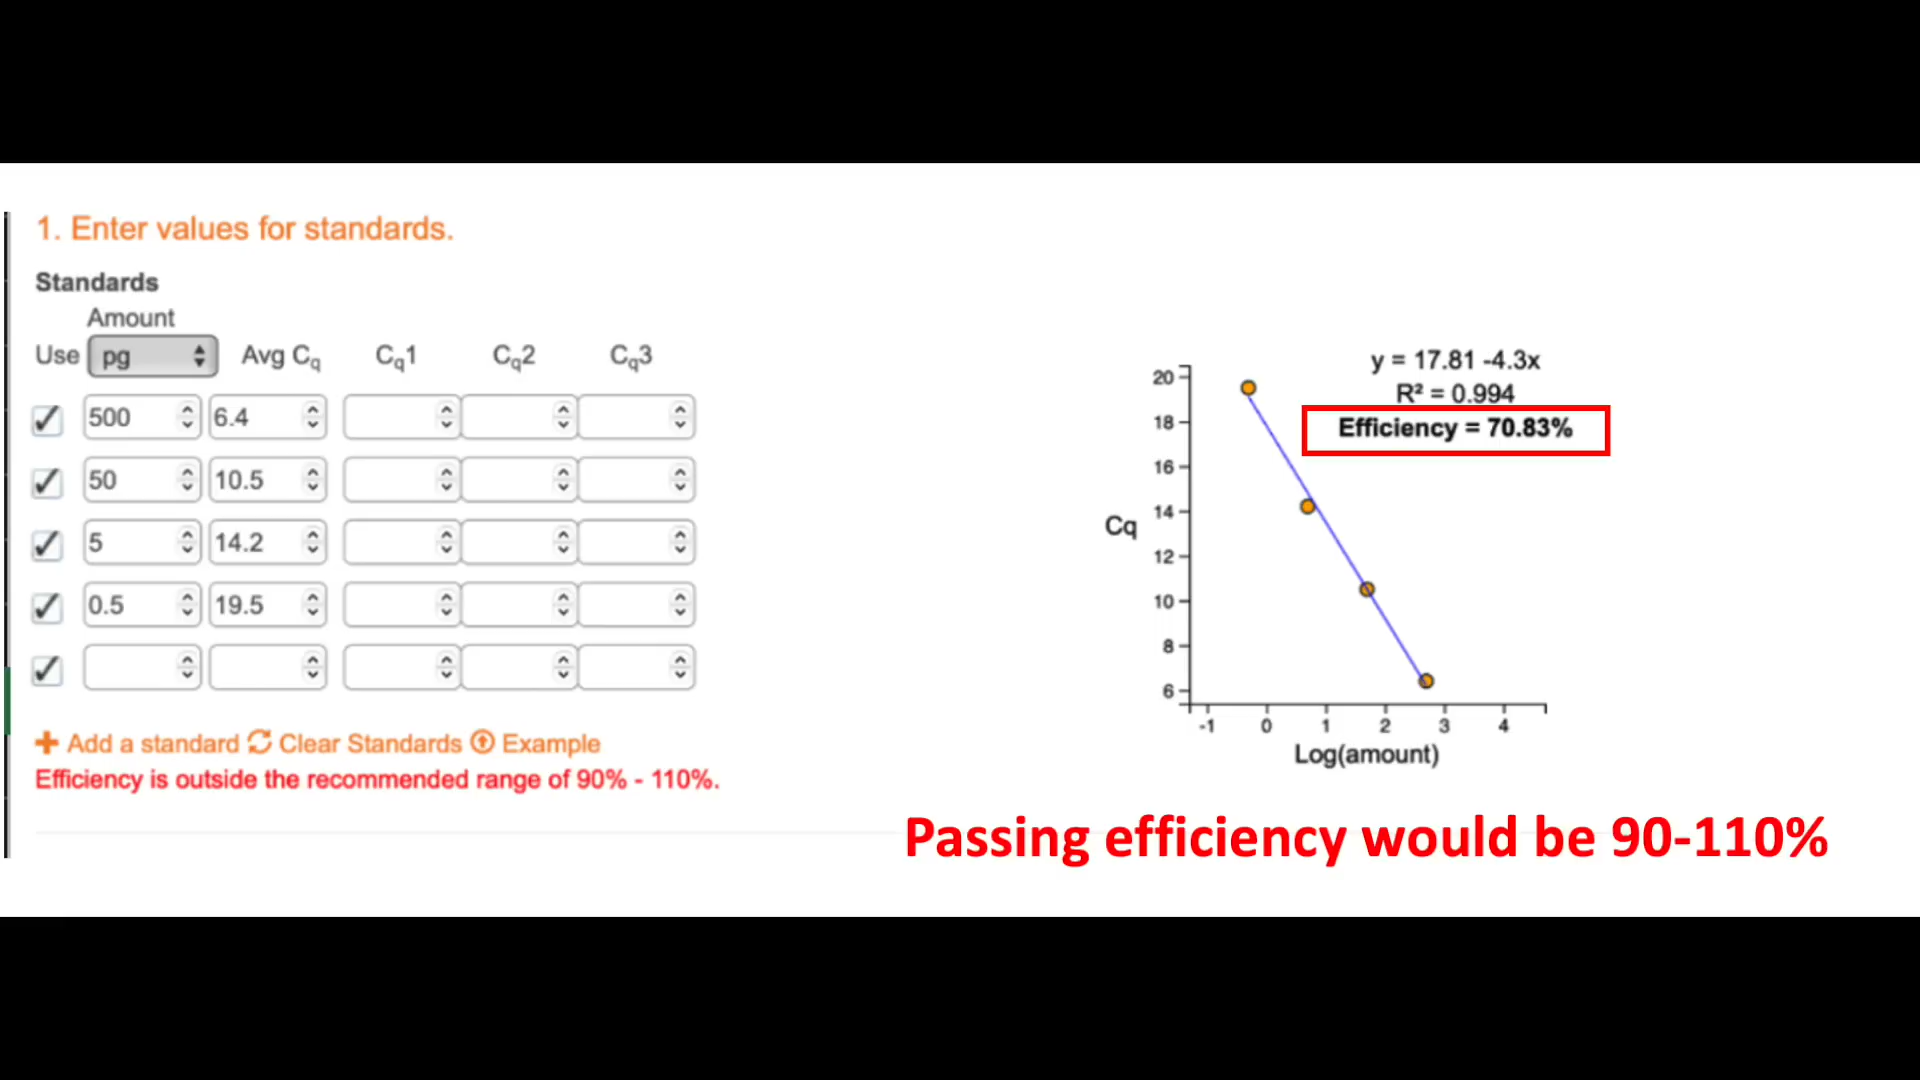 1. Enter values for standards.
Standards
Amount
Use pg Avg Cq Cq1 Cq2 Cq3
500 6.4
50 10.5
5 14.2
0.5 19.5
Add a standard Clear Standards Example
Efficiency is outside the recommended range of 90% - 110%.
y = 17.81 -4.3x
R² = 0.994
Efficiency = 70.83%
20
18
16
14
12
10
8
6
Cq
-1 0 1 2 3 4
Log(amount)
Passing efficiency would be 90-110%